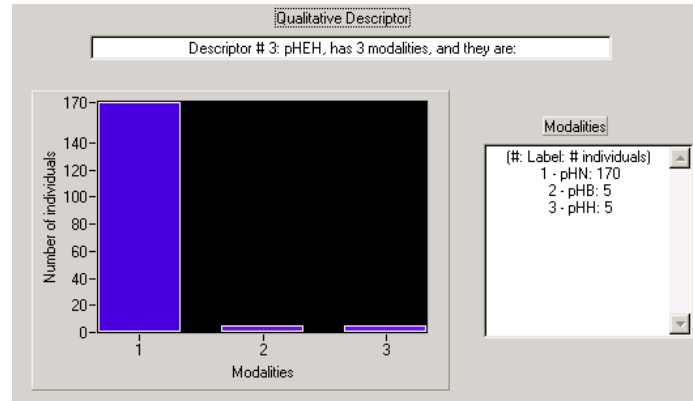 Qualitative Descriptor
Descriptor # 3: pHEH, has 3 modalities, and they are:
170
140
120
100
80
60
40
20
0
Number of individuals
1
2
3
Modalities
Modalities
(#: Label: # individuals)
1 - pHN: 170
2 - pHB: 5
3 - pHH: 5